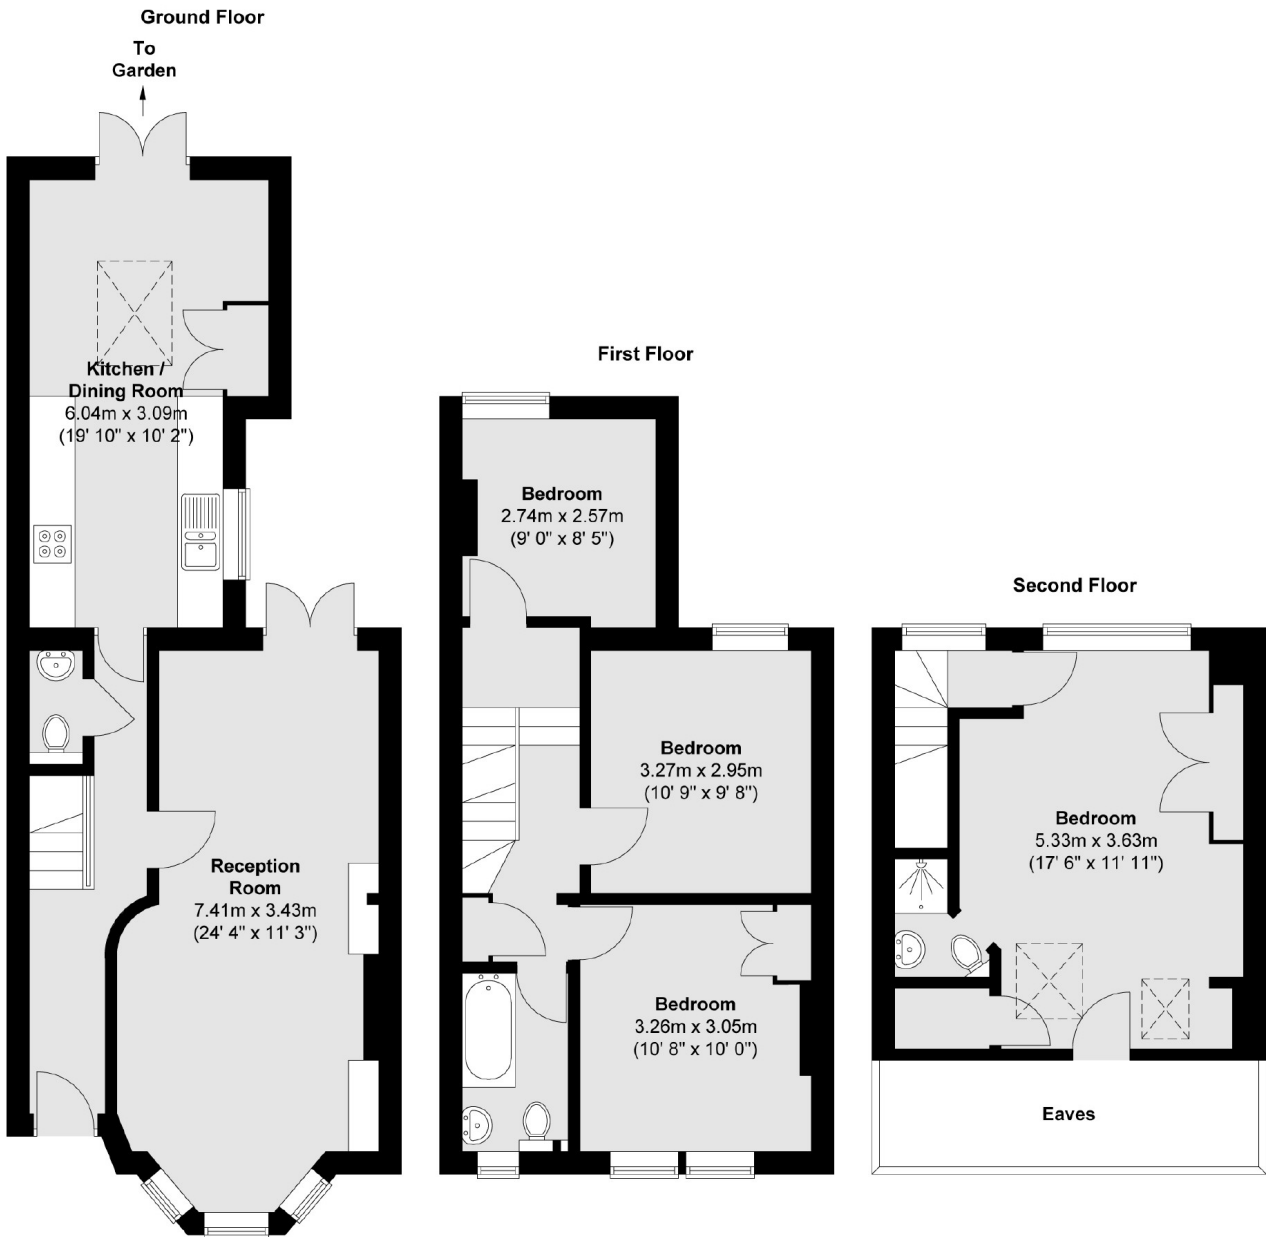 Ground Floor
To
Garden
Kitchen /
Dining Room
6.04m x 3.09m
(19' 10" x 10' 2")
Reception
Room
7.41m x 3.43m
(24' 4" x 11' 3")
First Floor
Bedroom
2.74m x 2.57m
(9' 0" x 8' 5")
Bedroom
3.27m x 2.95m
(10' 9" x 9' 8")
Bedroom
3.26m x 3.05m
(10' 8" x 10' 0")
Second Floor
Bedroom
5.33m x 3.63m
(17' 6" x 11' 11")
Eaves